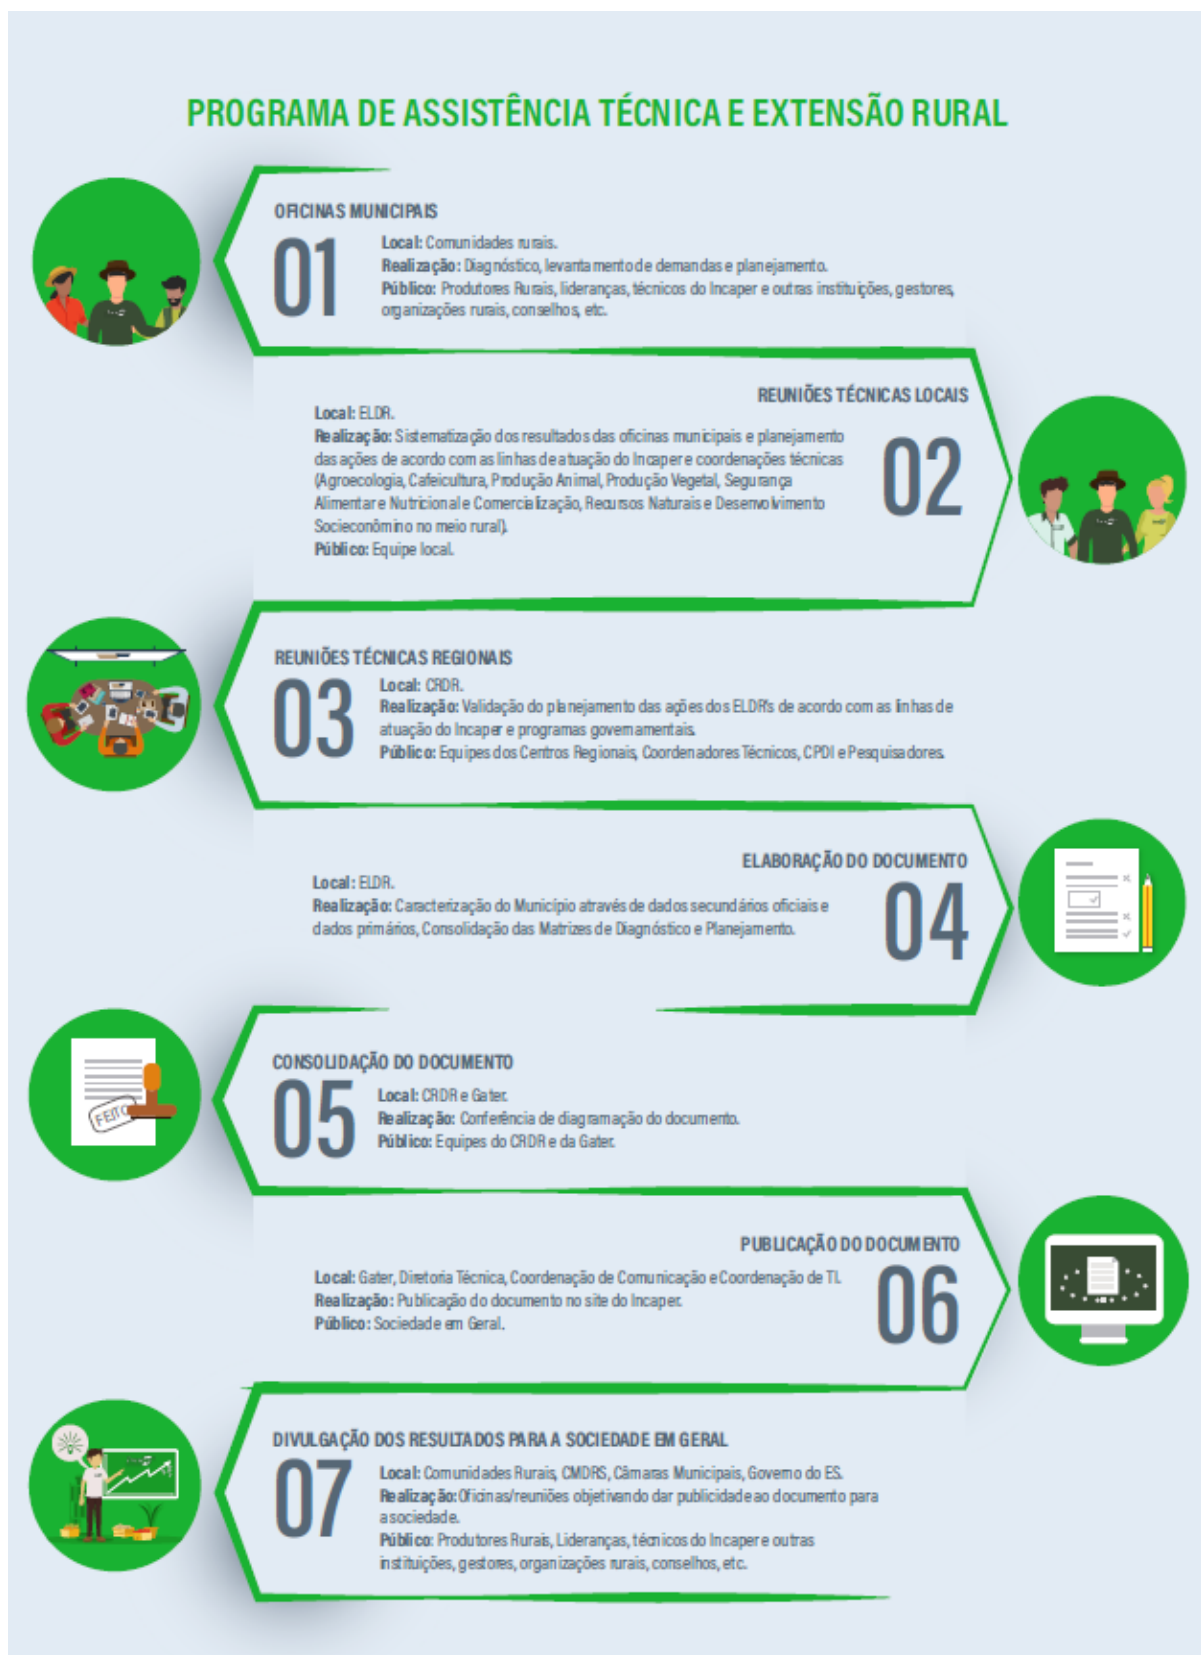 PROGRAMA DE ASSISTÊNCIA TÉCNICA E EXTENSÃO RURAL
OFICINAS MUNICIPAIS
01
Local: Comunidades rurais.
Realização: Diagnóstico, levantamento de demandas e planejamento.
Público: Produtores Rurais, lideranças, técnicos do Incaper e outras instituições, gestores,
organizações rurais, conselhos, etc.
REUNIÕES TÉCNICAS LOCAIS
02
Local: ELDR.
Realização: Sistematização dos resultados das oficinas municipais e planejamento
das ações de acordo com as linhas de atuação do Incaper e coordenações técnicas
(Agroecologia, Cafeicultura, Produção Animal, Produção Vegetal, Segurança
Alimentar e Nutricional e Comercialização, Recursos Naturais e Desenvolvimento
Socieconômino no meio rural).
Público: Equipe local.
REUNIÕES TÉCNICAS REGIONAIS
03
Local: CRDR.
Realização: Validação do planejamento das ações dos ELDR's de acordo com as linhas de
atuação do Incaper e programas governamentais.
Público: Equipes dos Centros Regionais, Coordenadores Técnicos, CPDI e Pesquisadores.
ELABORAÇÃO DO DOCUMENTO
04
Local: ELDR.
Realização: Caracterização do Município através de dados secundários oficiais e
dados primários, Consolidação das Matrizes de Diagnóstico e Planejamento.
FEITO
CONSOLIDAÇÃO DO DOCUMENTO
05
Local: CRDR e Gater.
Realização: Conferência de diagramação do documento.
Público: Equipes do CRDR e da Gater.
PUBLICAÇÃO DO DOCUMENTO
06
Local: Gater, Diretoria Técnica, Coordenação de Comunicação e Coordenação de TI.
Realização: Publicação do documento no site do Incaper.
Público: Sociedade em Geral.
DIVULGAÇÃO DOS RESULTADOS PARA A SOCIEDADE EM GERAL
07
Local: Comunidades Rurais, CMDRS, Câmaras Municipais, Governo do ES.
Realização: Oficinas/reuniões objetivando dar publicidade ao documento para
a sociedade.
Público: Produtores Rurais, Lideranças, técnicos do Incaper e outras
instituições, gestores, organizações rurais, conselhos, etc.